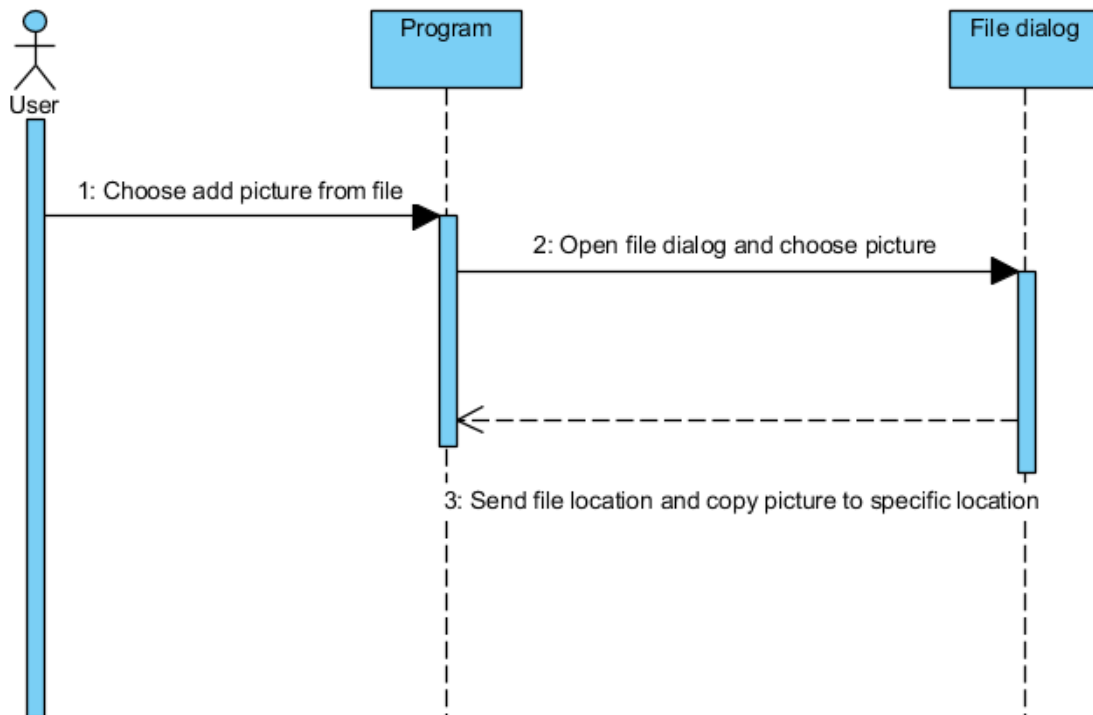 Program
File dialog
User
1: Choose add picture from file
2: Open file dialog and choose picture
3: Send file location and copy picture to specific location